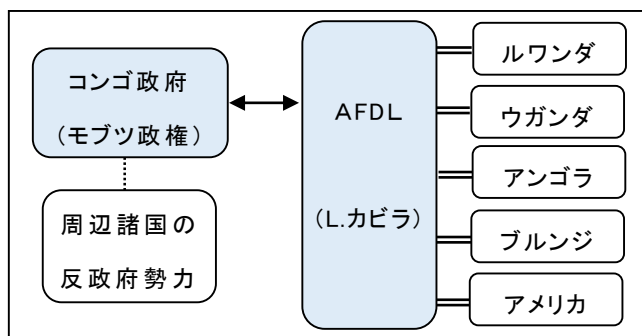 コンゴ政府
（モブツ政権）
周辺諸国の
反政府勢力
AFDL
(L.カビラ)
ルワンダ
ウガンダ
アンゴラ
ブルンジ
アメリカ